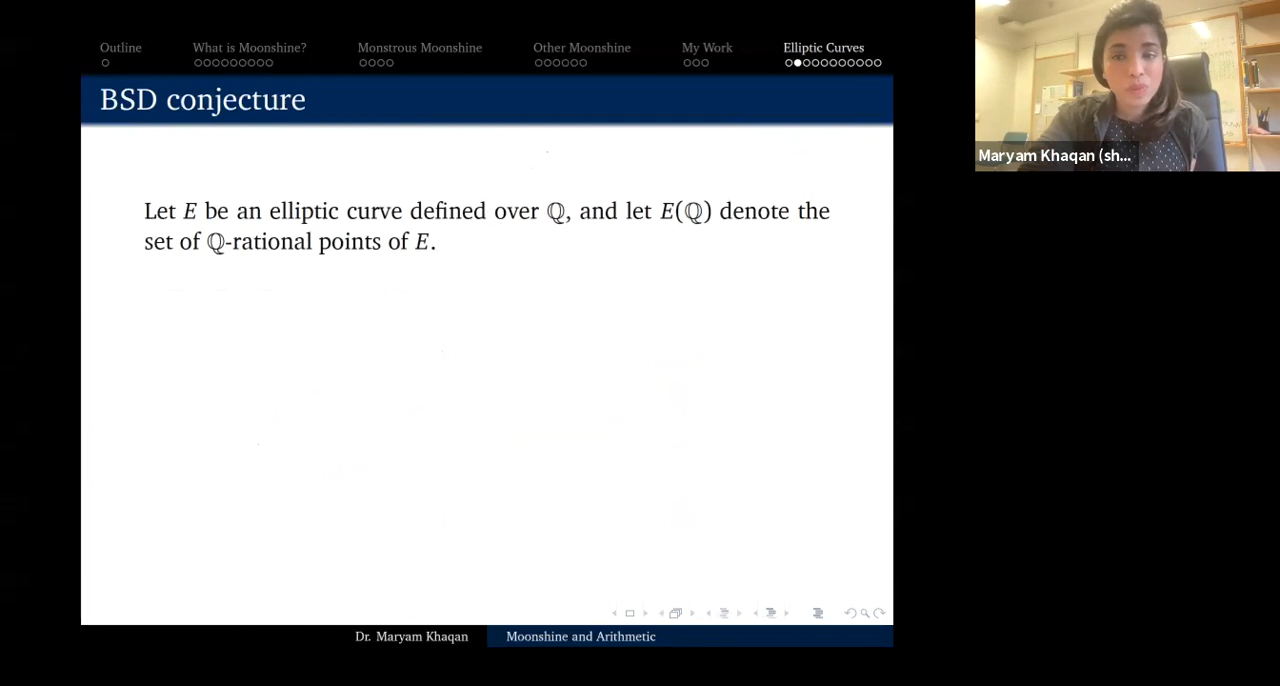 Outline What is Moonshine? Monstrous Moonshine Other Moonshine My Work Elliptic Curves
BSD conjecture
Let E be an elliptic curve defined over ℚ, and let E(ℚ) denote the
set of ℚ-rational points of E.
Dr. Maryam Khaqan Moonshine and Arithmetic
Maryam Khaqan (sh...